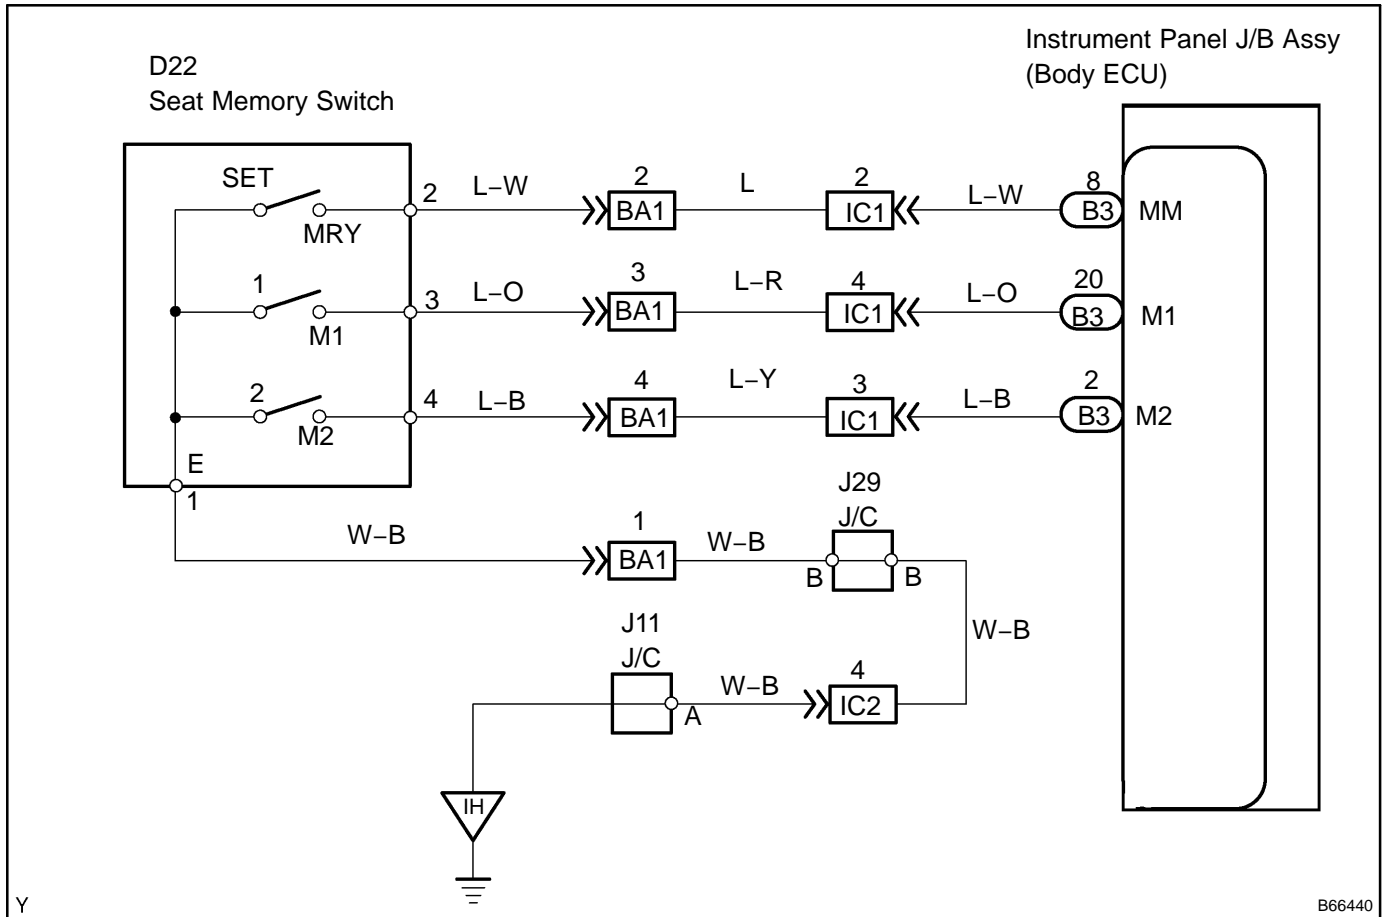 Instrument Panel J/B Assy
(Body ECU)
D22
Seat Memory Switch
SET
MRY
2
L–W
2
BA1
L
2
IC1
L–W
8
B3
MM
1
M1
3
L–O
3
BA1
L–R
4
IC1
L–O
20
B3
M1
2
M2
4
L–B
4
BA1
L–Y
3
IC1
L–B
2
B3
M2
E
1
W–B
1
BA1
W–B
J29
J/C
B
B
W–B
J11
J/C
A
W–B
4
IC2
IH
Y
B66440